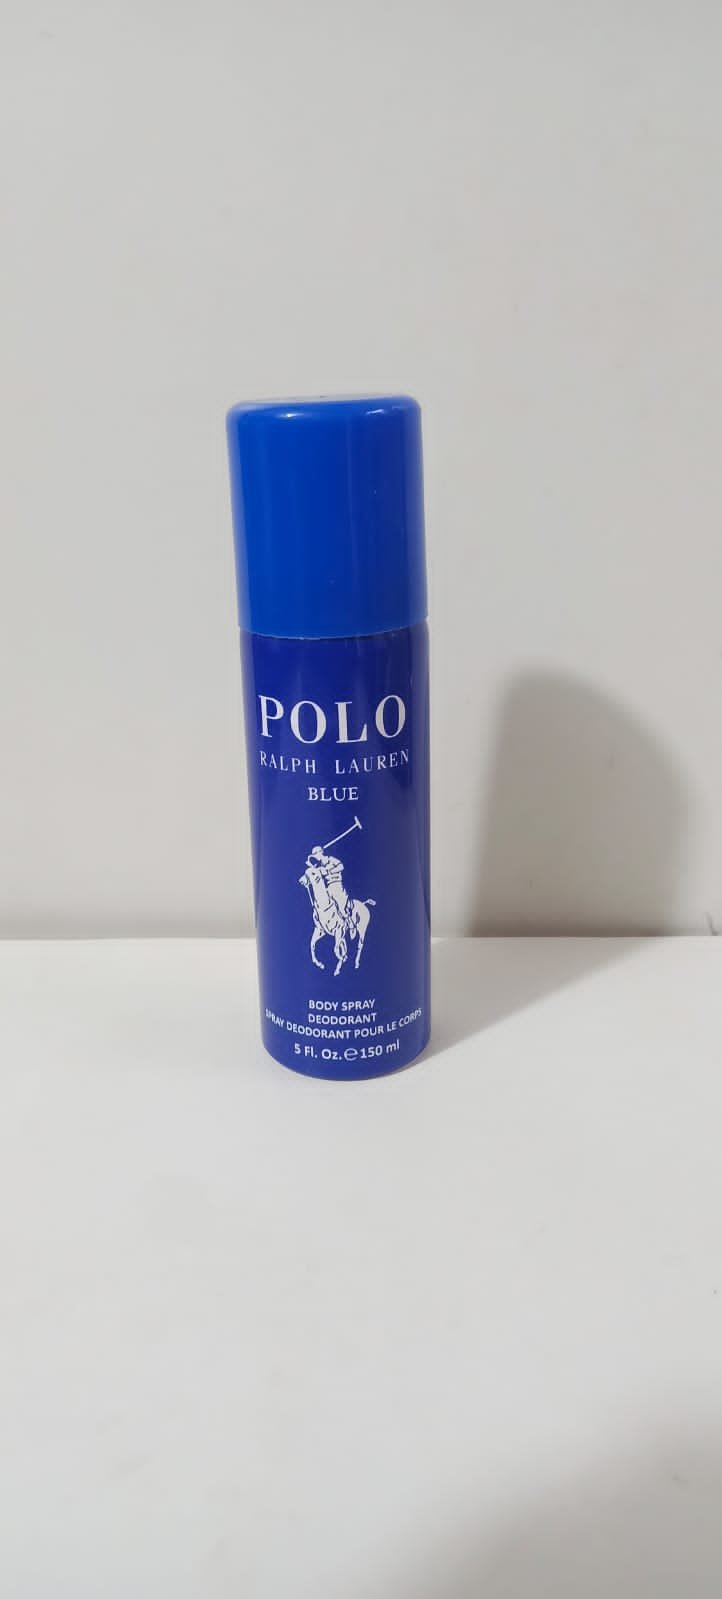 POLO
RALPH LAUREN
BLUE
BODY SPRAY
DEODORANT
SPRAY DEODORANT POUR LE CORPS
5 Fl. Oz. ℮ 150 ml